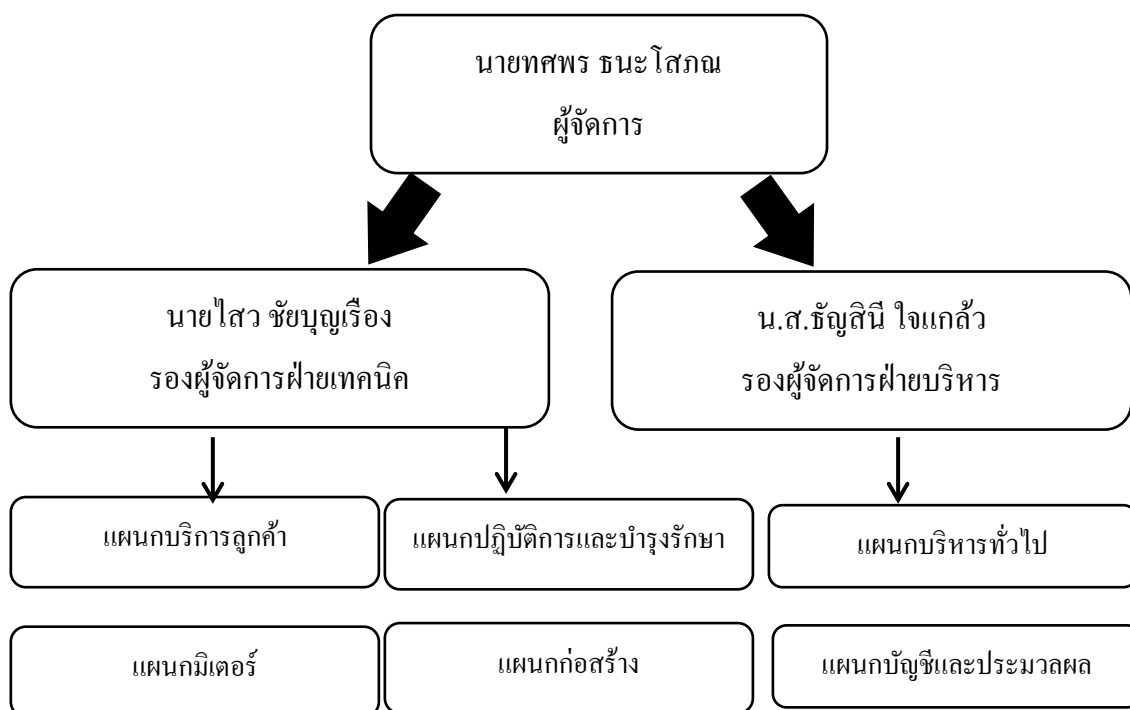 นายทศพร ธนะโสภณ
ผู้จัดการ
นายไสว ชัยบุญเรือง
รองผู้จัดการฝ่ายเทคนิค
น.ส.ธัญสินี ใจแกล้ว
รองผู้จัดการฝ่ายบริหาร
แผนกบริการลูกค้า
แผนกปฏิบัติการและบำรุงรักษา
แผนกบริหารทั่วไป
แผนกมิเตอร์
แผนกก่อสร้าง
แผนกบัญชีและประมวลผล